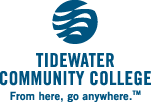 TIDEWATER
COMMUNITY COLLEGE
From here, go anywhere.™